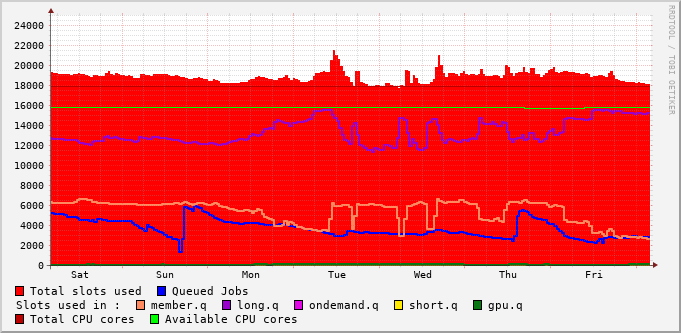 RRDTOOL / TOBI OETIKER
24000
22000
20000
18000
16000
14000
12000
10000
8000
6000
4000
2000
0
Sat Sun Mon Tue Wed Thu Fri
Total slots used Queued Jobs
Slots used in : member.q long.q ondemand.q short.q gpu.q
Total CPU cores Available CPU cores